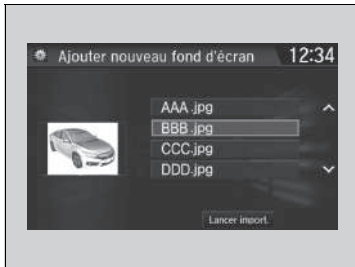 Ajouter nouveau fond d'écran 12:34
AAA.jpg
BBB.jpg
CCC.jpg
DDD.jpg
Lancer import.